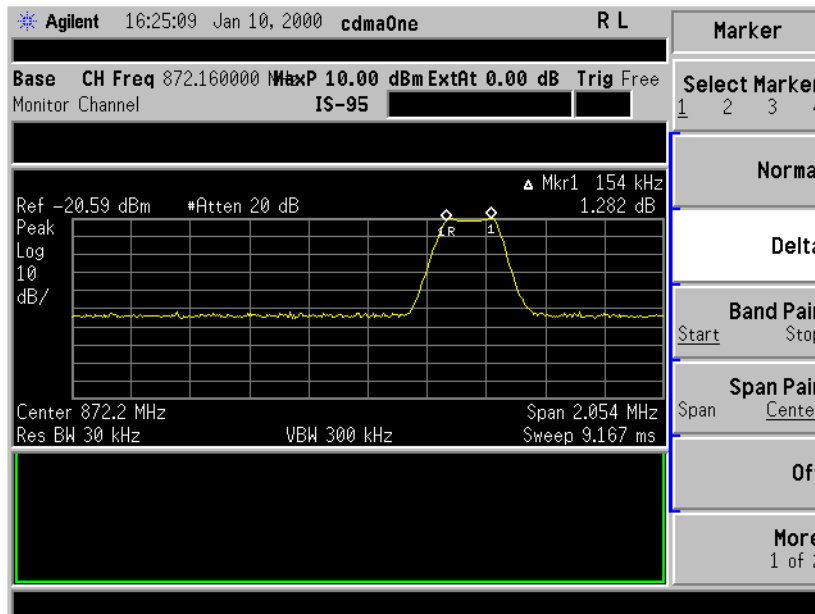 Agilent 16:25:09 Jan 10, 2000 cdmaOne R L
Marker
Base CH Freq 872.160000 MaxP 10.00 dBm ExtAt 0.00 dB Trig Free
Monitor Channel IS-95
Select Marker
1 2 3
Norma
Delta
Band Pair
Start Stop
Span Pair
Span Center
Of
More
1 of 2
Δ Mkr1 154 kHz
Ref -20.59 dBm #Atten 20 dB 1.282 dB
Peak
Log
10
dB/
1R 1
Center 872.2 MHz Span 2.054 MHz
Res BW 30 kHz VBW 300 kHz Sweep 9.167 ms